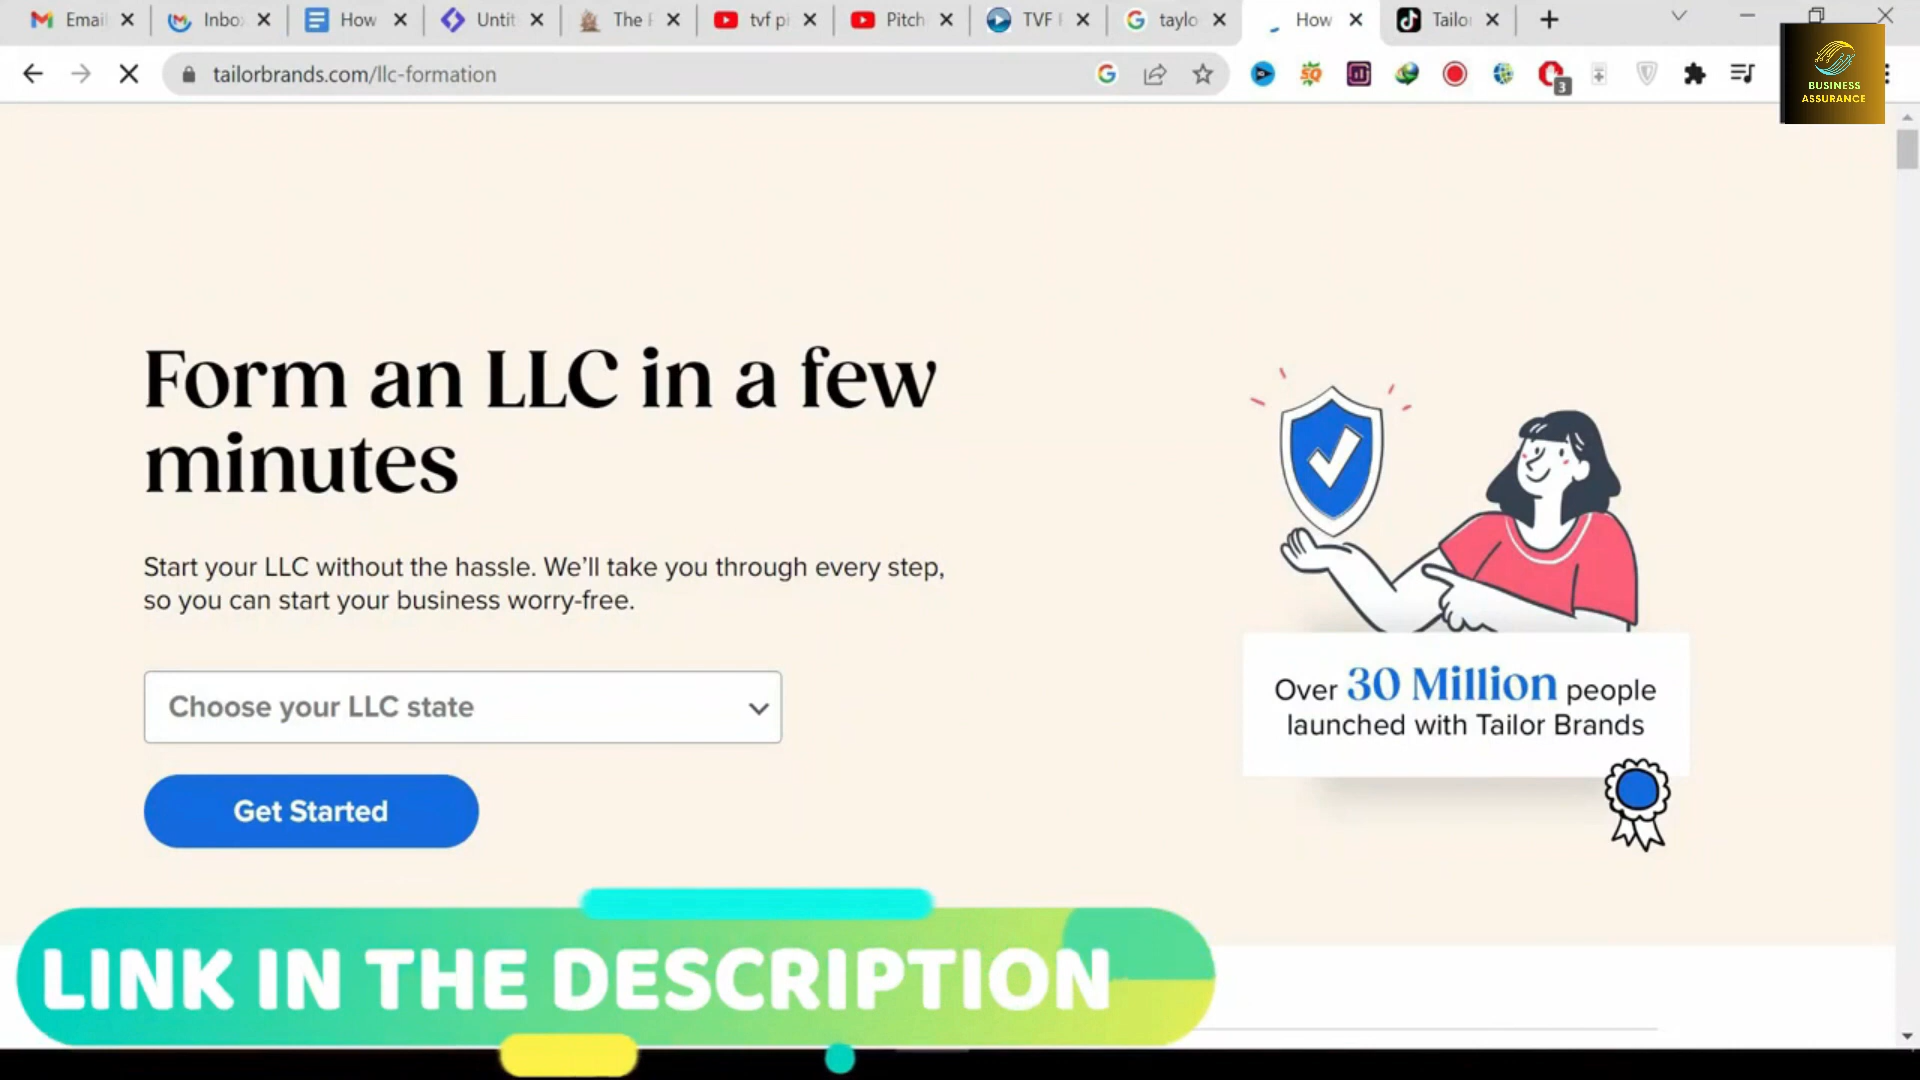 Email
Inbo
How
Untit
The F
tvf pi
Pitch
TVF
taylo
How
Tailo
tailorbrands.com/llc-formation
3
BUSINESS
ASSURANCE
Form an LLC in a few
minutes
Start your LLC without the hassle. We'll take you through every step,
so you can start your business worry-free.
Choose your LLC state
Get Started
Over 30 Million people
launched with Tailor Brands
LINK IN THE DESCRIPTION